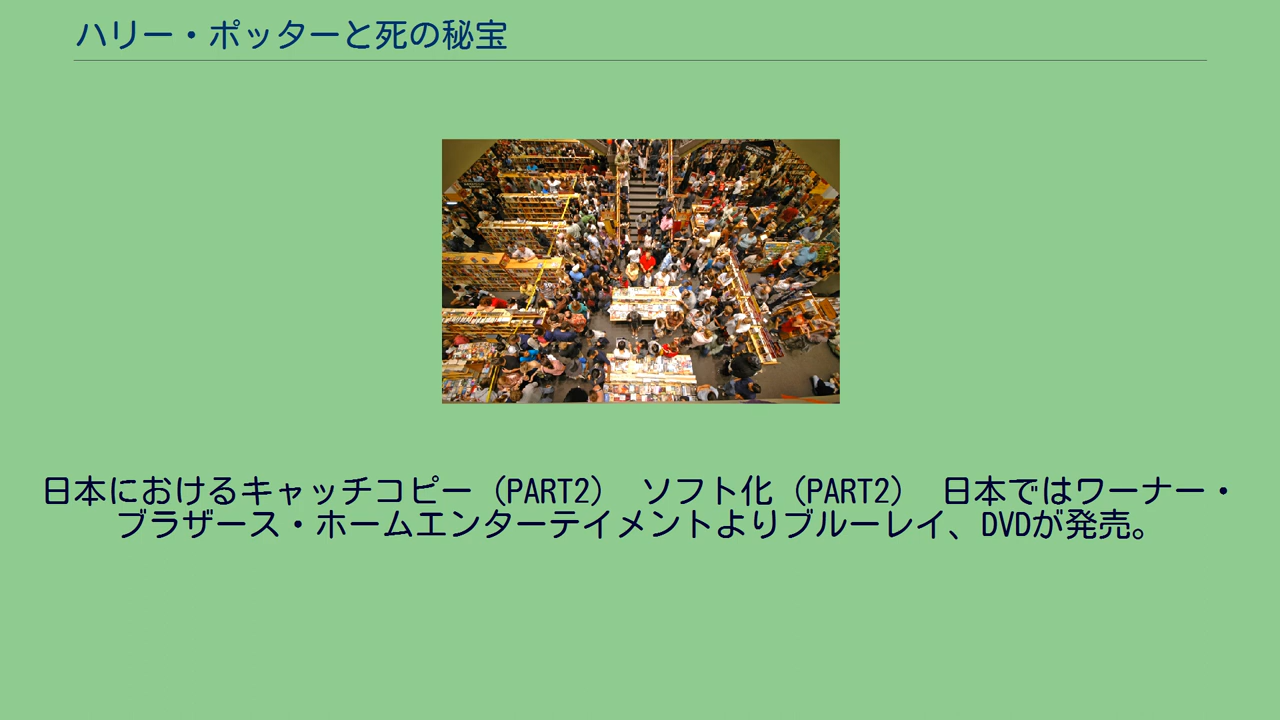 ハリー・ポッターと死の秘宝
日本におけるキャッチコピー（PART2） ソフト化（PART2） 日本ではワーナー・
ブラザース・ホームエンターテイメントよりブルーレイ、DVDが発売。